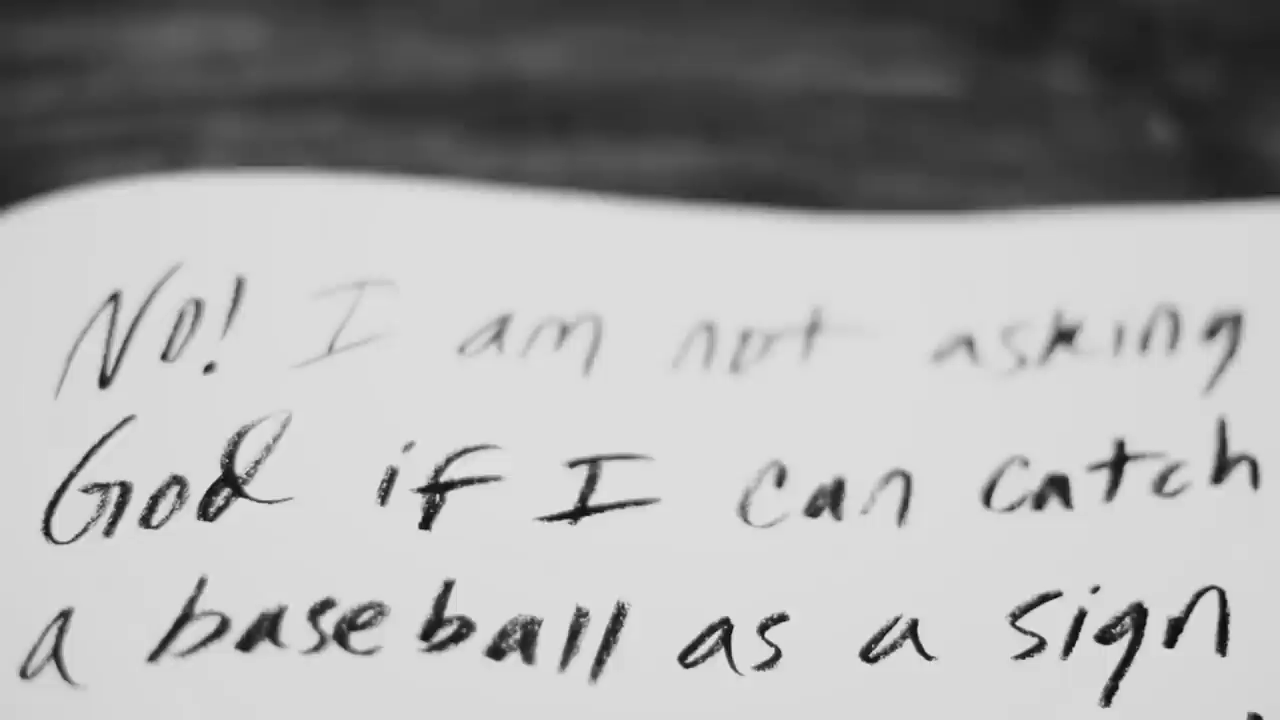 No! I am not asking
God if I can catch
a baseball as a sign